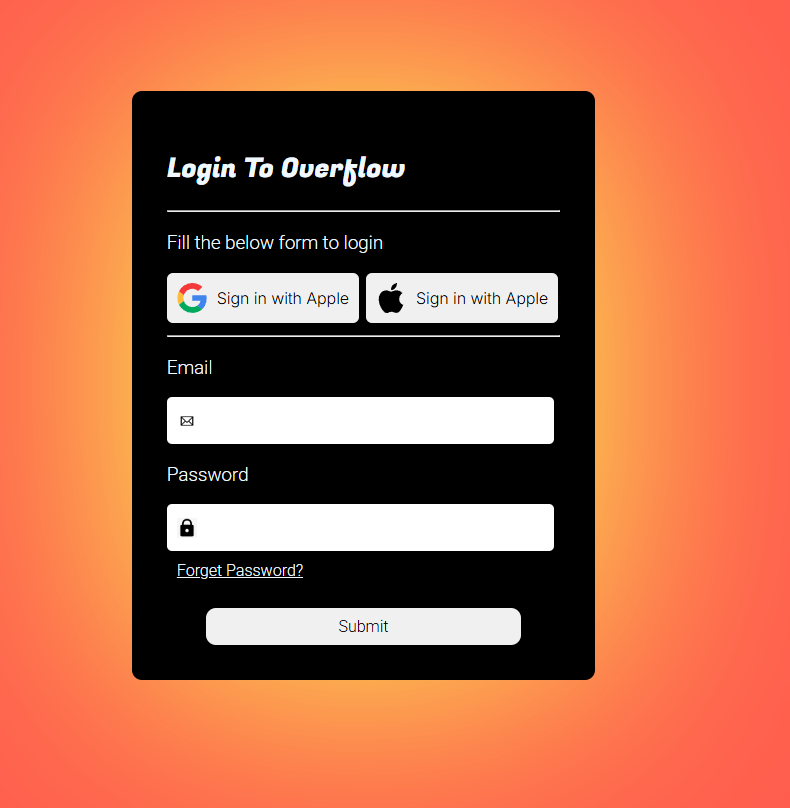 Login To Overflow
Fill the below form to login
Sign in with Apple Sign in with Apple
Email
Password
Forget Password?
Submit